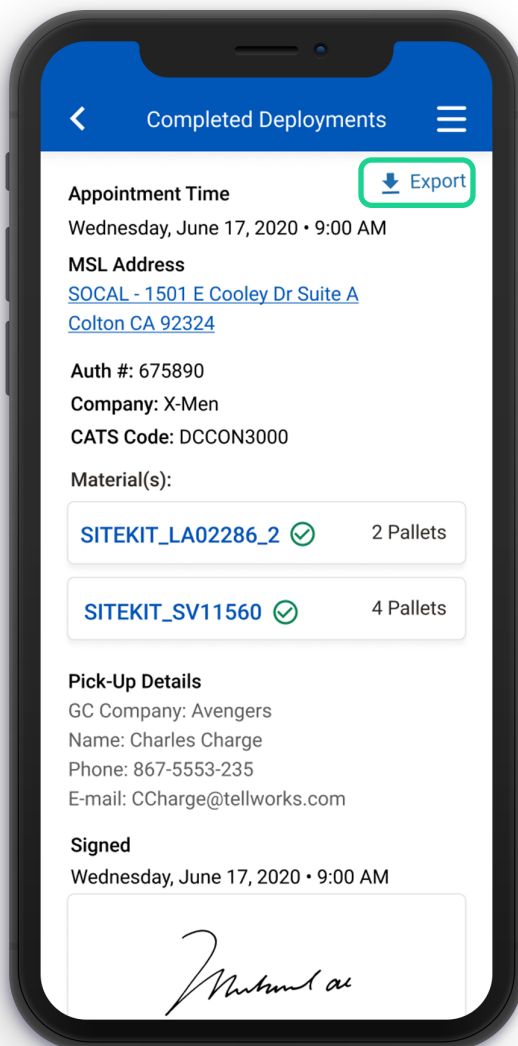 Completed Deployments
Export
Appointment Time
Wednesday, June 17, 2020 • 9:00 AM
MSL Address
SOCAL - 1501 E Cooley Dr Suite A
Colton CA 92324
Auth #: 675890
Company: X-Men
CATS Code: DCCON3000
Material(s):
SITEKIT_LA02286_2 2 Pallets
SITEKIT_SV11560 4 Pallets
Pick-Up Details
GC Company: Avengers
Name: Charles Charge
Phone: 867-5553-235
E-mail: CCharge@tellworks.com
Signed
Wednesday, June 17, 2020 • 9:00 AM